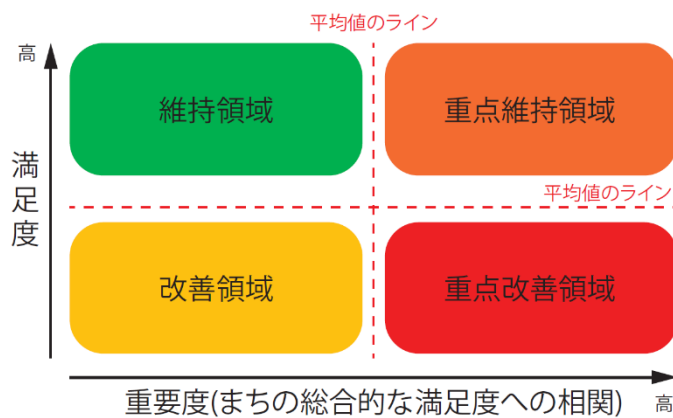 平均値のライン
高
維持領域
重点維持領域
満足度
平均値のライン
改善領域
重点改善領域
重要度(まちの総合的な満足度への相関)
高